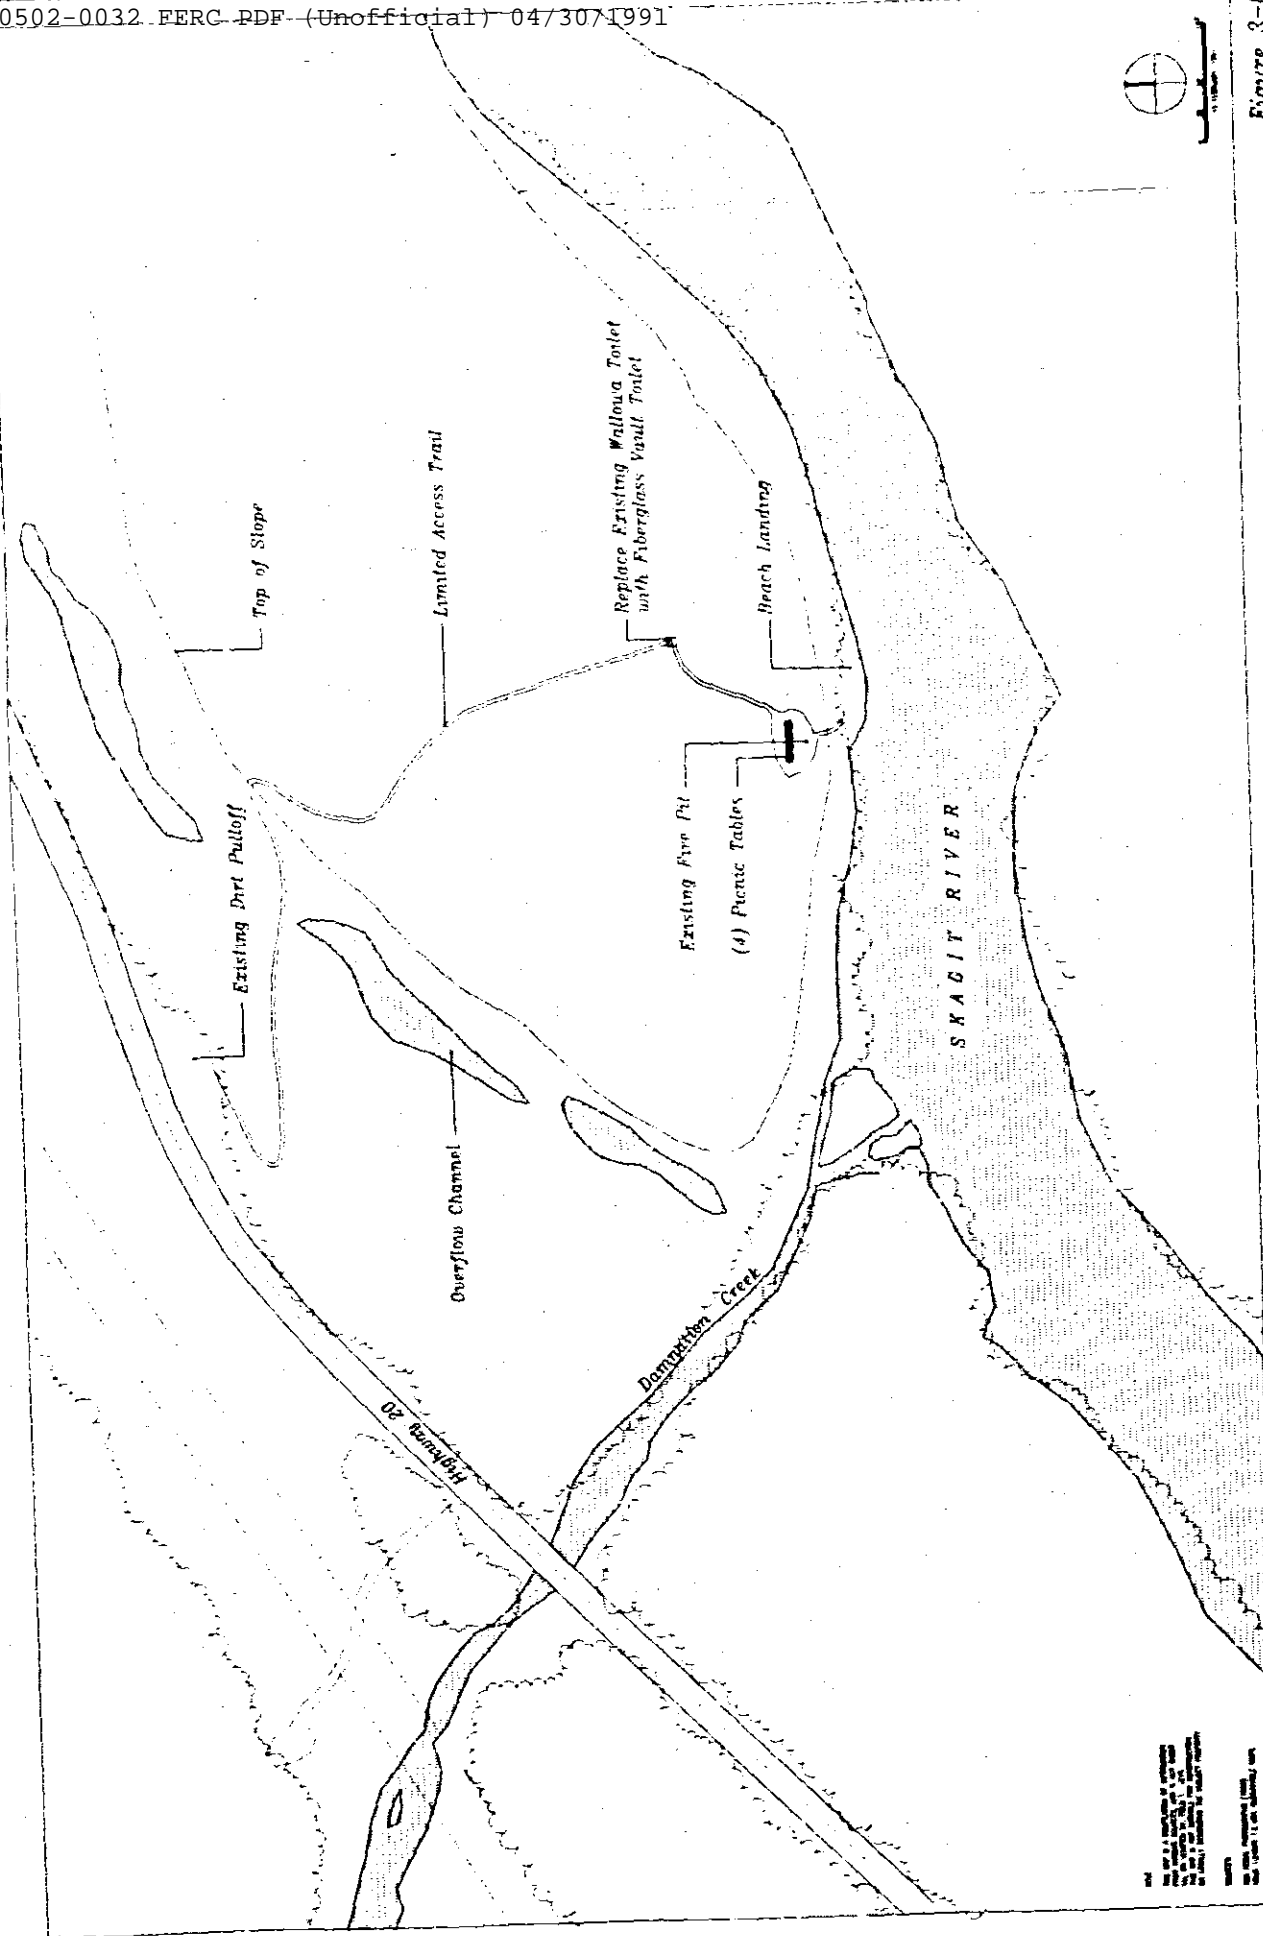 0502-0032 FERC PDF (Unofficial) 04/30/1991
Top of Slope
Limited Access Trail
Replace Existing Wallowa Toilet
with Fiberglass Vault Toilet
Beach Landing
Existing Dirt Pulloff
Existing Fire Pit
(4) Picnic Tables
SKAGIT RIVER
Overflow Channel
Damnation Creek
Highway 20
Figure 3-